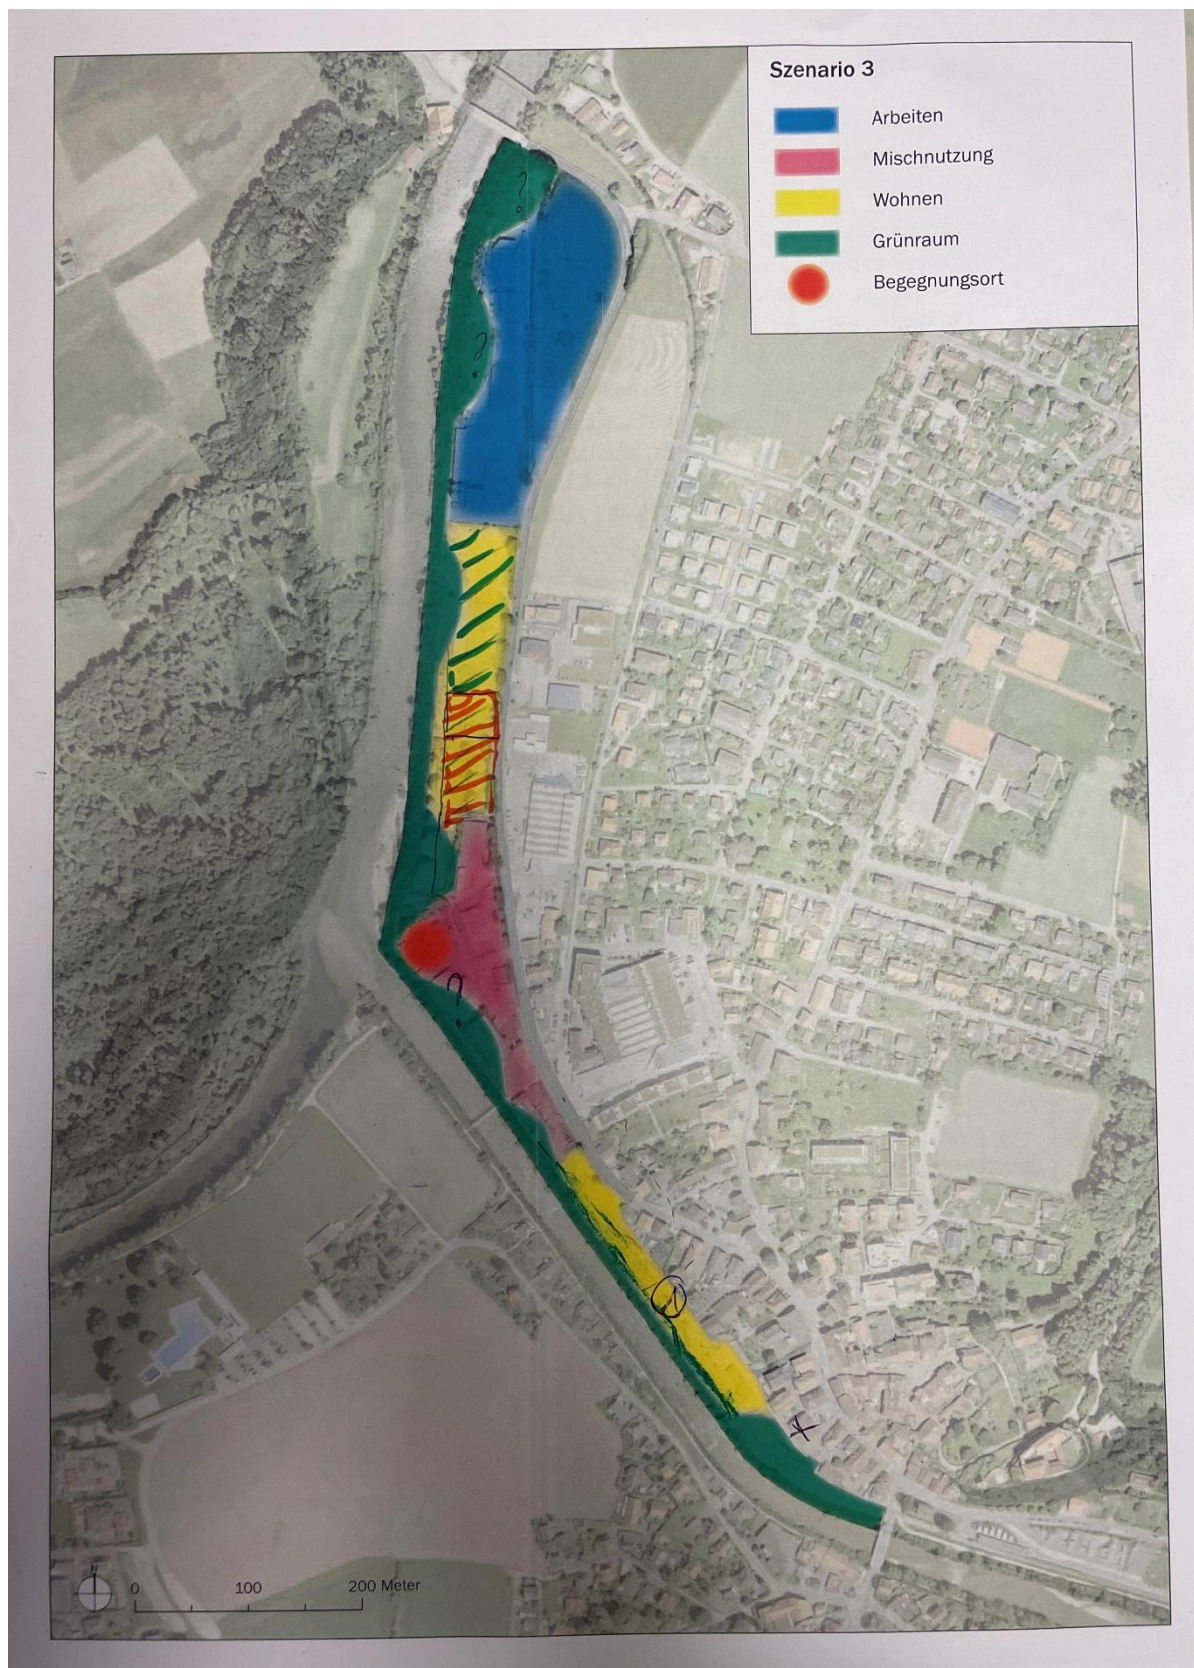 Szenario 3
Arbeiten
Mischnutzung
Wohnen
Grünraum
Begegnungsort
?
?
?
N
0 100 200 Meter